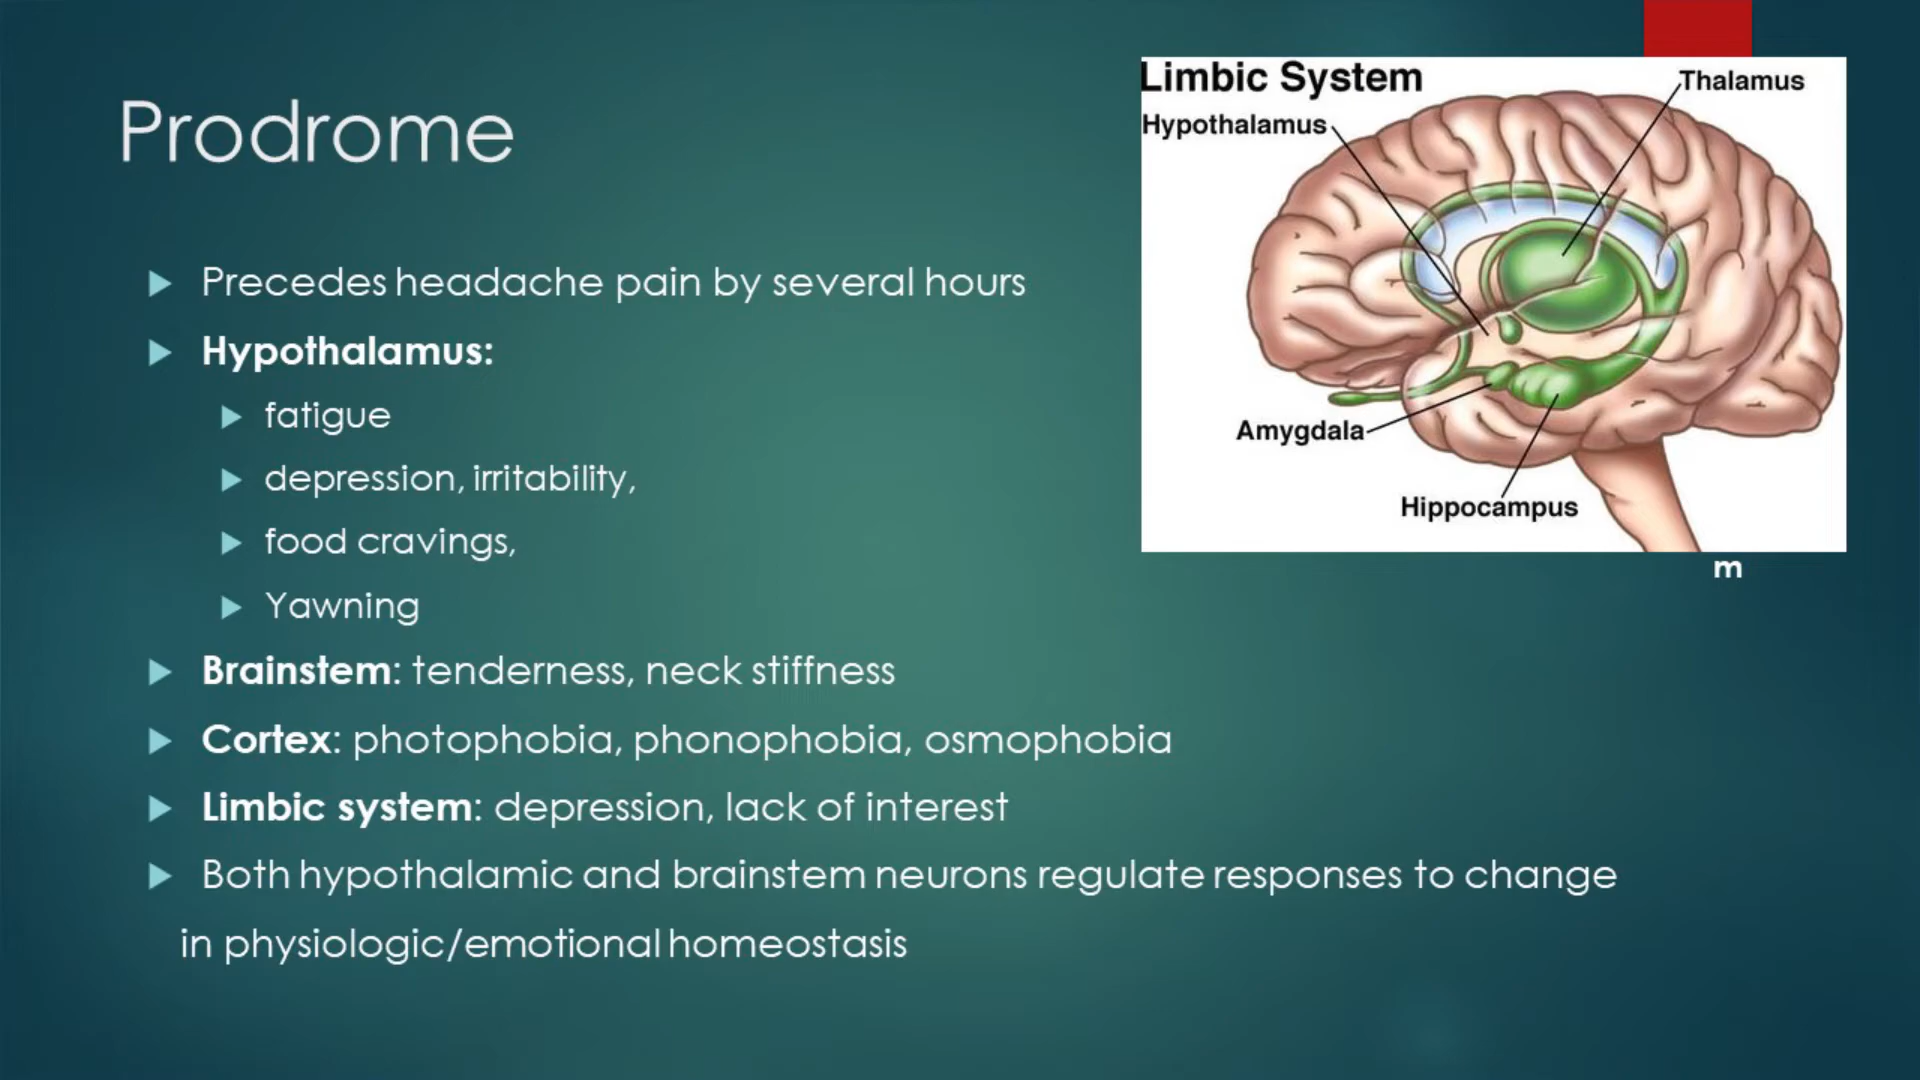 Prodrome
Limbic System
Thalamus
Hypothalamus
Amygdala
Hippocampus
m
Precedes headache pain by several hours
Hypothalamus:
fatigue
depression, irritability,
food cravings,
Yawning
Brainstem: tenderness, neck stiffness
Cortex: photophobia, phonophobia, osmophobia
Limbic system: depression, lack of interest
Both hypothalamic and brainstem neurons regulate responses to change
in physiologic/emotional homeostasis